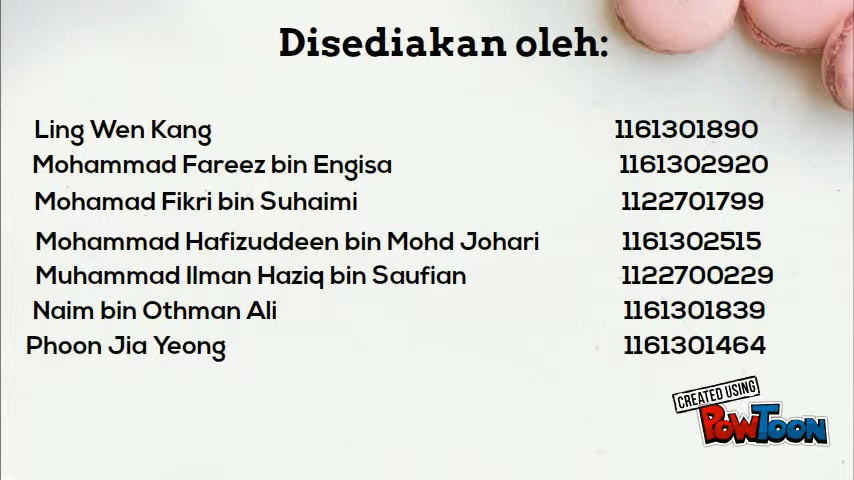 Disediakan oleh:
Ling Wen Kang 1161301890
Mohammad Fareez bin Engisa 1161302920
Mohamad Fikri bin Suhaimi 1122701799
Mohammad Hafizuddeen bin Mohd Johari 1161302515
Muhammad Ilman Haziq bin Saufian 1122700229
Naim bin Othman Ali 1161301839
Phoon Jia Yeong 1161301464
CREATED USING
POWTOON